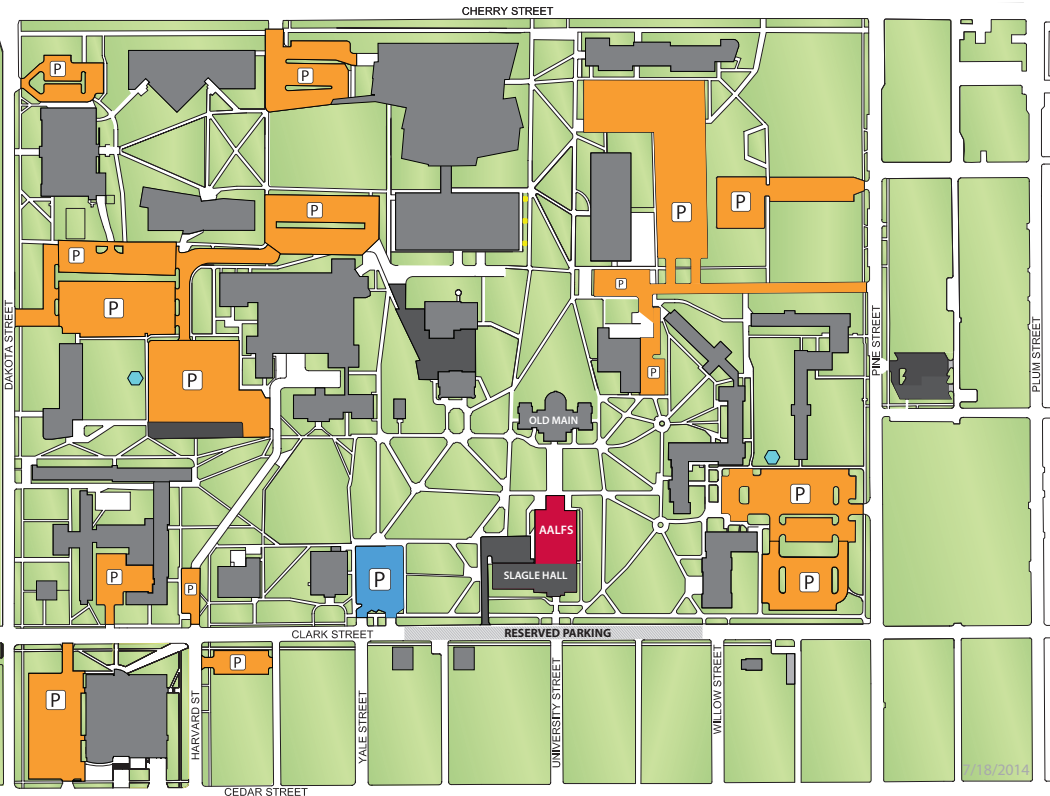 CHERRY STREET
P
P
P
P
P
P
P
P
P
P
P
DAKOTA STREET
PINE STREET
PLUM STREET
OLD MAIN
P
AALFS
P
P
P
P
SLAGLE HALL
P
CLARK STREET
RESERVED PARKING
P
P
HARVARD ST
YALE STREET
UNIVERSITY STREET
WILLOW STREET
7/18/2014
CEDAR STREET